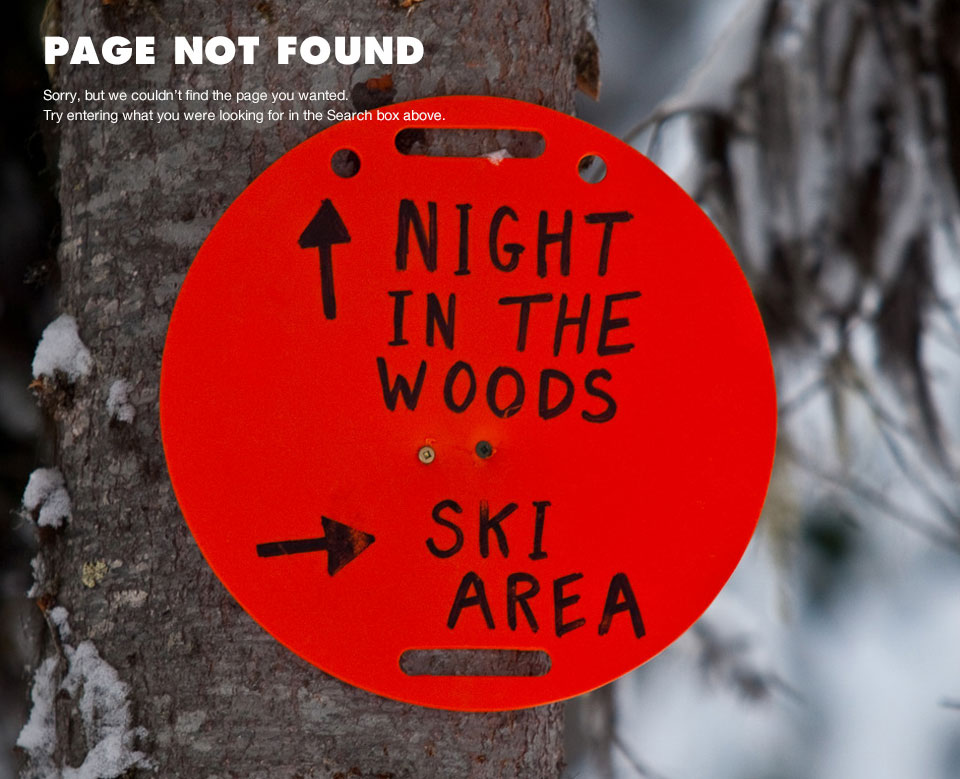 PAGE NOT FOUND
Sorry, but we couldn't find the page you wanted.
Try entering what you were looking for in the Search box above.
NIGHT
IN THE
WOODS
SKI
AREA